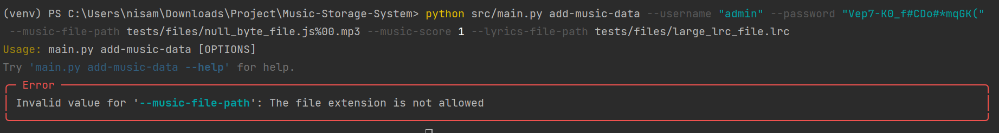 (venv) PS C:\Users\nisam\Downloads\Project\Music-Storage-System> python src/main.py add-music-data --username "admin" --password "Vep7-K0_f#CDo#*mqGK("
--music-file-path tests/files/null_byte_file.js%00.mp3 --music-score 1 --lyrics-file-path tests/files/large_lrc_file.lrc
Usage: main.py add-music-data [OPTIONS]
Try 'main.py add-music-data --help' for help.
Error
Invalid value for '--music-file-path': The file extension is not allowed